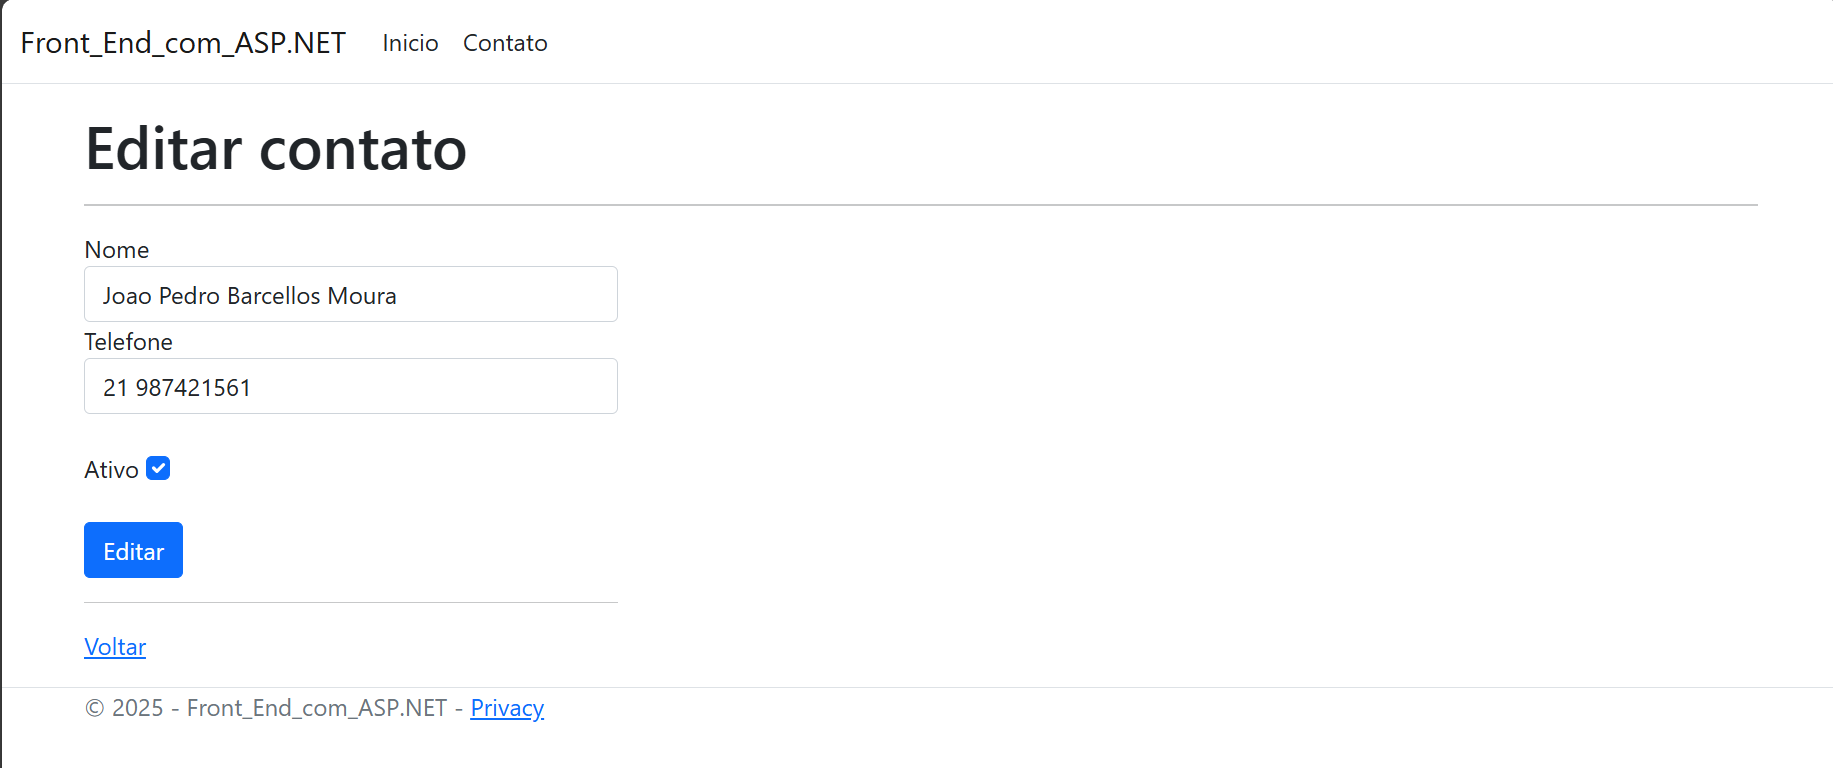 Front_End_com_ASP.NET Inicio Contato
Editar contato
Nome
Joao Pedro Barcellos Moura
Telefone
21 987421561
Ativo
Editar
Voltar
© 2025 - Front_End_com_ASP.NET - Privacy